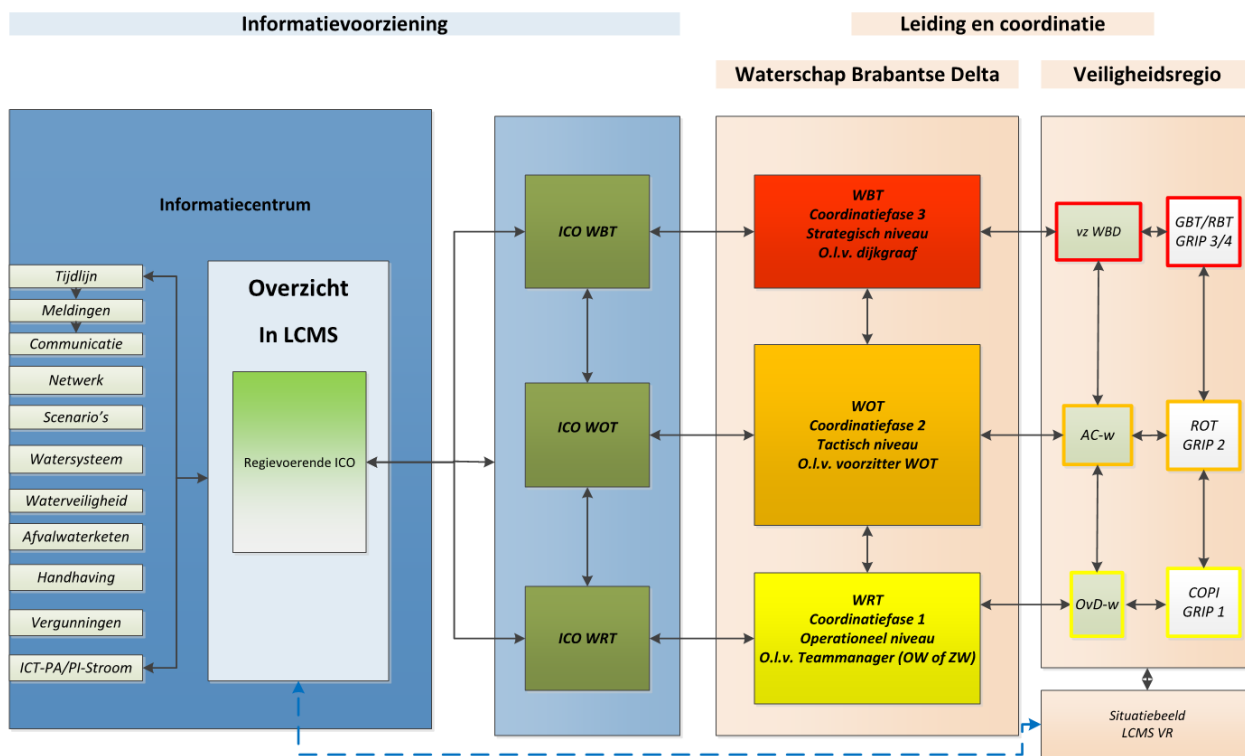 Informatievoorziening
Leiding en coordinatie
Waterschap Brabantse Delta
Veiligheidsregio
Informatiecentrum
Tijdlijn
Meldingen
Communicatie
Netwerk
Scenario's
Watersysteem
Waterveiligheid
Afvalwaterketen
Handhaving
Vergunningen
ICT-PA/PI-Stroom
Overzicht
In LCMS
Regievoerende ICO
ICO WBT
ICO WOT
ICO WRT
WBT
Coordinatiefase 3
Strategisch niveau
O.l.v. dijkgraaf
WOT
Coordinatiefase 2
Tactisch niveau
O.l.v. voorzitter WOT
WRT
Coordinatiefase 1
Operationeel niveau
O.l.v. Teammanager (OW of ZW)
vz WBD
GBT/RBT
GRIP 3/4
AC-w
ROT
GRIP 2
OvD-w
COPI
GRIP 1
Situatiebeeld
LCMS VR